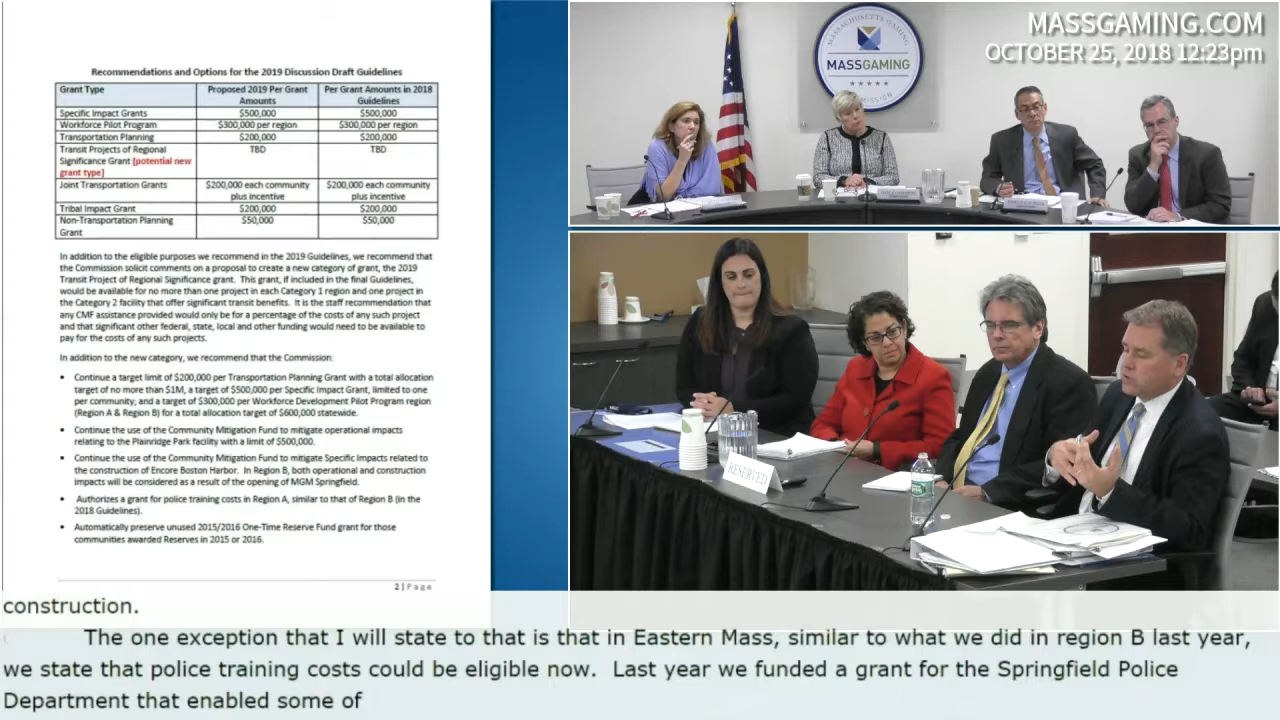 Recommendations and Options for the 2019 Discussion Draft Guidelines
Grant Type Proposed 2019 Per Grant Amounts Per Grant Amounts in 2018 Guidelines
Specific Impact Grants $500,000 $500,000
Workforce Pilot Program $300,000 per region $300,000 per region
Transportation Planning $200,000 $200,000
Transit Projects of Regional Significance Grant [potential new grant type] TBD TBD
Joint Transportation Grants $200,000 each community plus incentive $200,000 each community plus incentive
Tribal Impact Grant $200,000 $200,000
Non-Transportation Planning Grant $50,000 $50,000
In addition to the eligible purposes we recommend in the 2019 Guidelines, we recommend that
the Commission solicit comments on a proposal to create a new category of grant, the 2019
Transit Project of Regional Significance grant. This grant, if included in the final Guidelines,
would be available for no more than one project in each Category 1 region and one project in
the Category 2 facility that offer significant transit benefits. It is the staff recommendation that
any CMF assistance provided would only be for a percentage of the costs of any such project
and that significant other federal, state, local and other funding would need to be available to
pay for the costs of any such projects.
In addition to the new category, we recommend that the Commission:
• Continue a target limit of $200,000 per Transportation Planning Grant with a total allocation
target of no more than $1M, a target of $500,000 per Specific Impact Grant, limited to one
per community; and a target of $300,000 per Workforce Development Pilot Program region
(Region A & Region B) for a total allocation target of $600,000 statewide.
• Continue the use of the Community Mitigation Fund to mitigate operational impacts
relating to the Plainridge Park facility with a limit of $500,000.
• Continue the use of the Community Mitigation Fund to mitigate Specific Impacts related to
the construction of Encore Boston Harbor. In Region B, both operational and construction
impacts will be considered as a result of the opening of MGM Springfield.
• Authorizes a grant for police training costs in Region A, similar to that of Region B (in the
2018 Guidelines).
• Automatically preserve unused 2015/2016 One-Time Reserve Fund grant for those
communities awarded Reserves in 2015 or 2016.
2 | Page
MASSGAMING.COM
OCTOBER 25, 2018 12:23pm
MASSACHUSETTS GAMING
MASSGAMING
RESERVED
construction.
The one exception that I will state to that is that in Eastern Mass, similar to what we did in region B last year,
we state that police training costs could be eligible now. Last year we funded a grant for the Springfield Police
Department that enabled some of